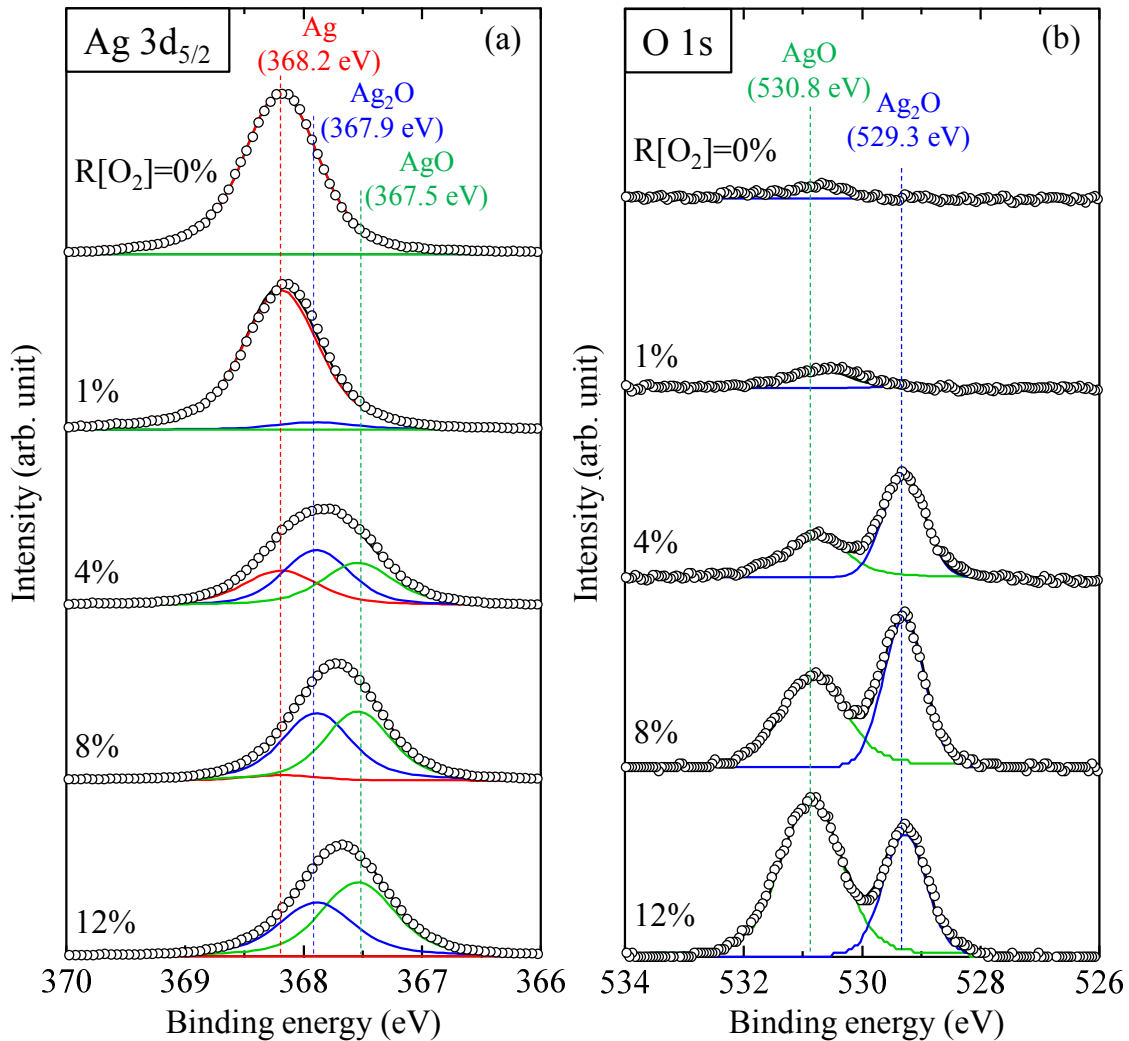 Ag 3d5/2
(a)
Ag
(368.2 eV)
Ag2O
(367.9 eV)
AgO
(367.5 eV)
R[O2]=0%
1%
4%
8%
12%
370
369
368
367
366
Binding energy (eV)
Intensity (arb. unit)
O 1s
(b)
AgO
(530.8 eV)
Ag2O
(529.3 eV)
R[O2]=0%
1%
4%
8%
12%
534
532
530
528
526
Binding energy (eV)
Intensity (arb. unit)